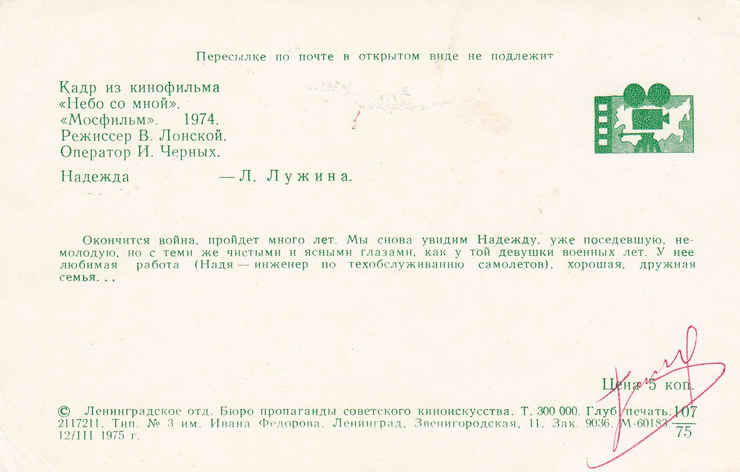 Пересылке по почте в открытом виде не подлежит
Кадр из кинофильма
«Небо со мной».
«Мосфильм». 1974.
Режиссер В. Лонской.
Оператор И. Черных.
Надежда — Л. Лужина.
Окончится война, пройдет много лет. Мы снова увидим Надежду, уже поседевшую, не-
молодую, но с теми же чистыми и ясными глазами, как у той девушки военных лет. У нее
любимая работа (Надя — инженер по техобслуживанию самолетов), хорошая, дружная
семья...
Цена 5 коп.
© Ленинградское отд. Бюро пропаганды советского киноискусства. Т. 300 000. Глуб. печать. 107
2117211. Тип. № 3 им. Ивана Федорова. Ленинград, Звенигородская, 11. Зак. 9036. М-60183 75
12/III 1975 г.